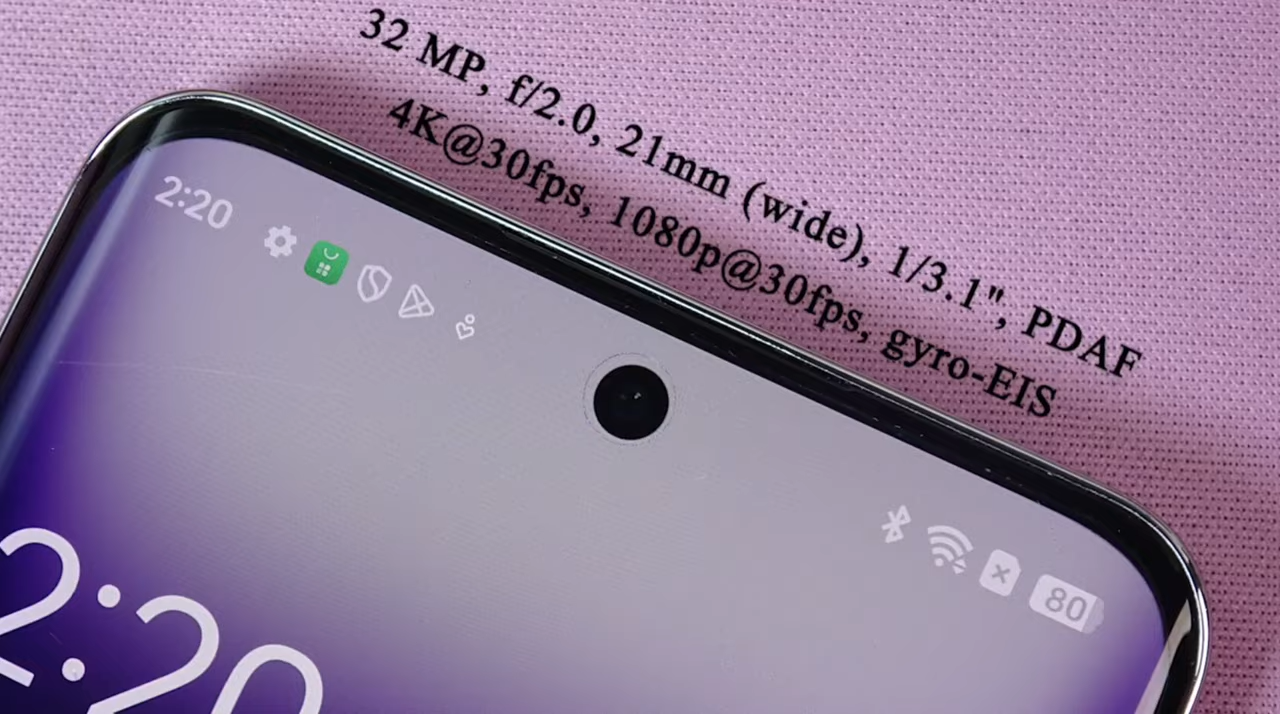 32 MP, f/2.0, 21mm (wide), 1/3.1", PDAF
4K@30fps, 1080p@30fps, gyro-EIS
2:20
80
2:20